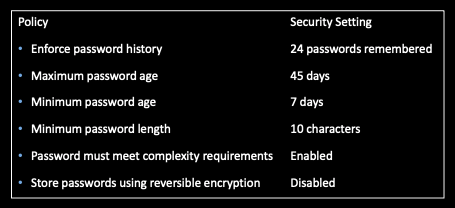 Policy Security Setting
• Enforce password history 24 passwords remembered
• Maximum password age 45 days
• Minimum password age 7 days
• Minimum password length 10 characters
• Password must meet complexity requirements Enabled
• Store passwords using reversible encryption Disabled